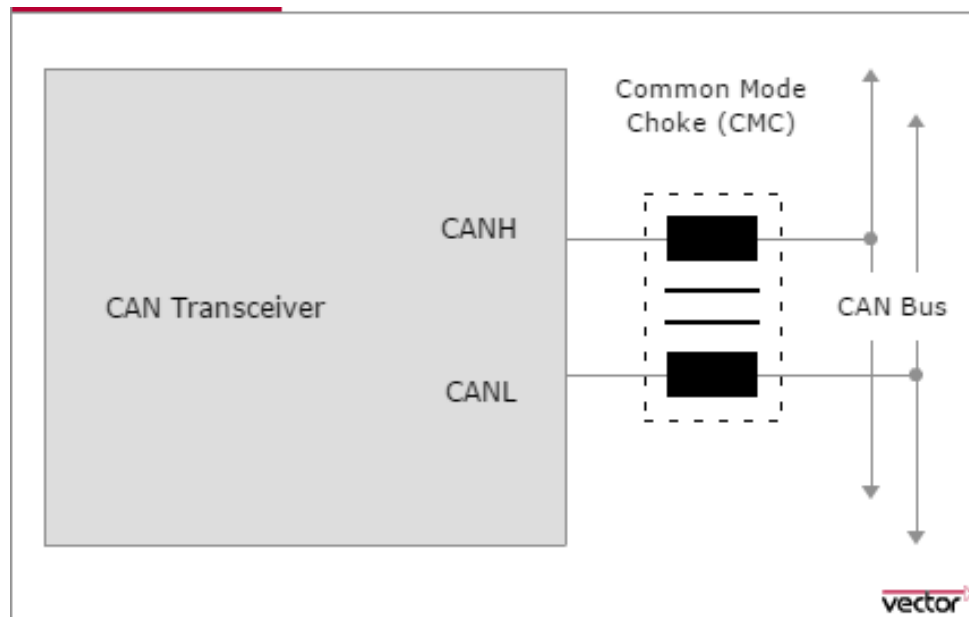 Common Mode
Choke (CMC)
CANH
CAN Transceiver
CAN Bus
CANL
vector